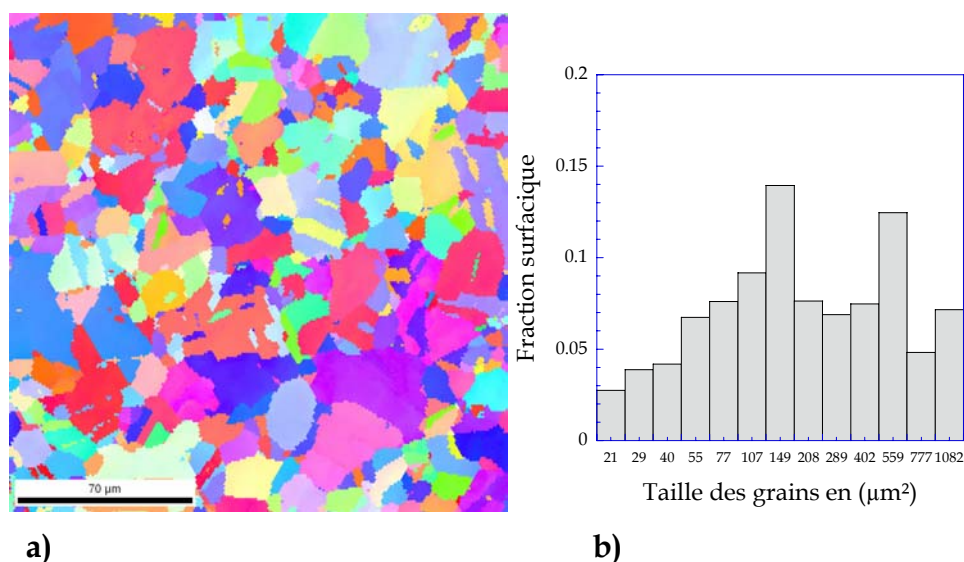 70 µm
a)
0.2
0.15
0.1
0.05
0
Fraction surfacique
21 29 40 55 77 107 149 208 289 402 559 777 1082
Taille des grains en (µm²)
b)